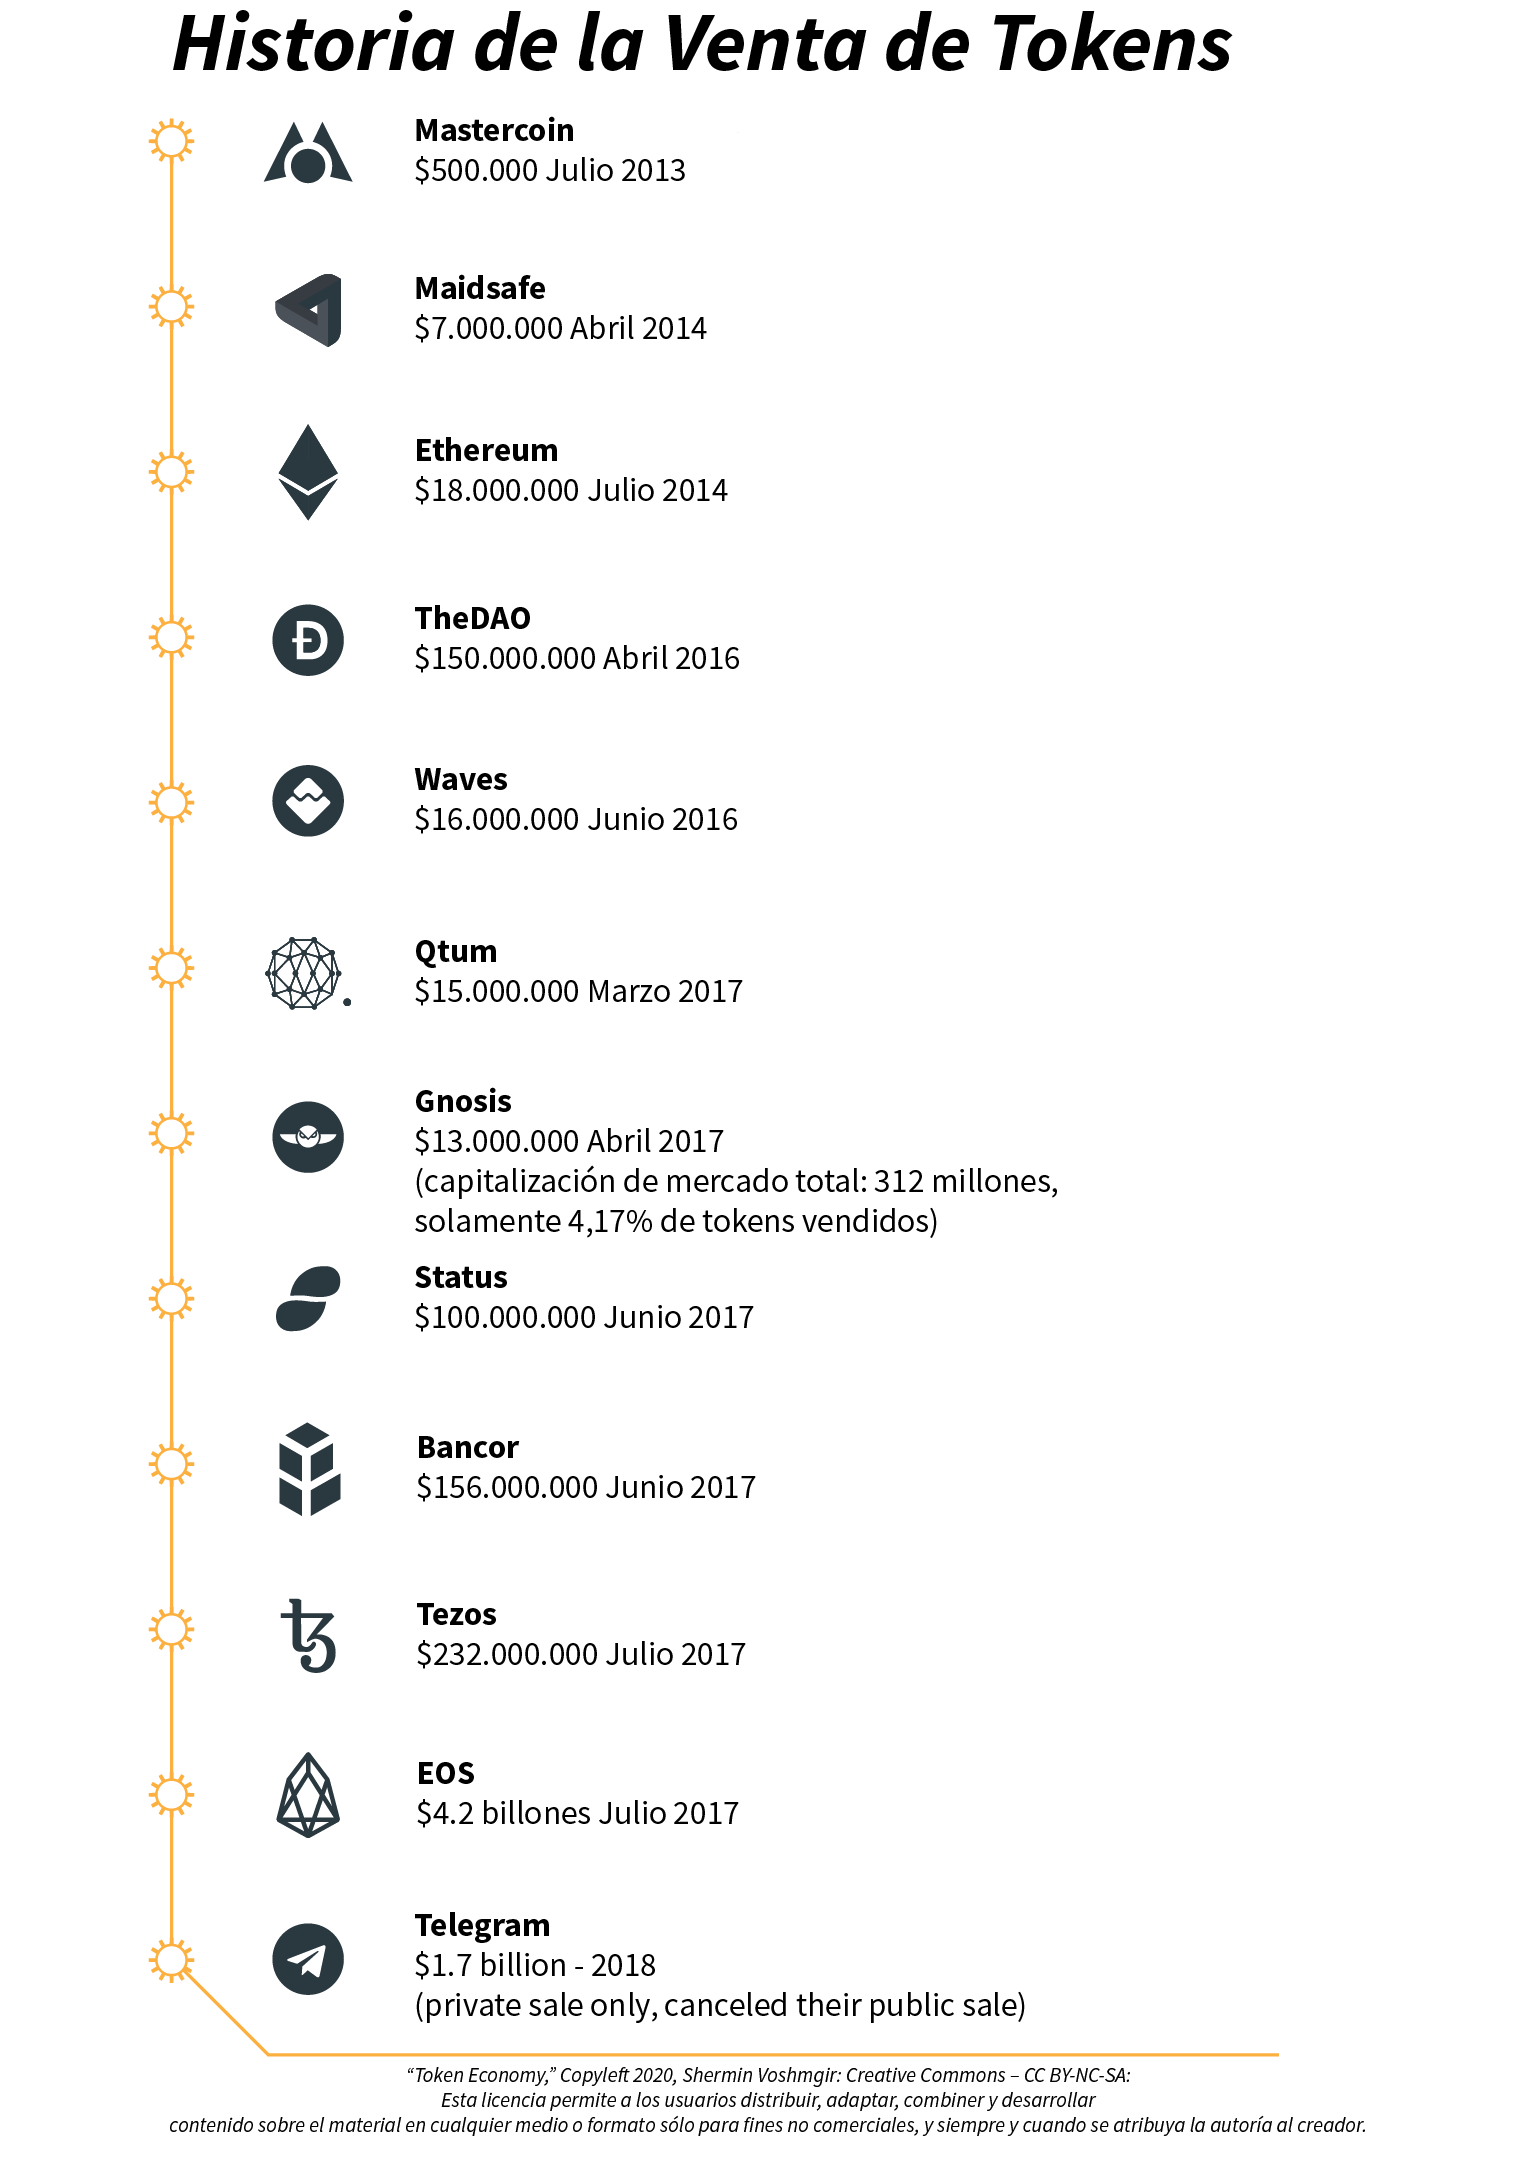 Historia de la Venta de Tokens
Mastercoin
$500.000 Julio 2013
Maidsafe
$7.000.000 Abril 2014
Ethereum
$18.000.000 Julio 2014
TheDAO
$150.000.000 Abril 2016
Waves
$16.000.000 Junio 2016
Qtum
$15.000.000 Marzo 2017
Gnosis
$13.000.000 Abril 2017
(capitalización de mercado total: 312 millones,
solamente 4,17% de tokens vendidos)
Status
$100.000.000 Junio 2017
Bancor
$156.000.000 Junio 2017
Tezos
$232.000.000 Julio 2017
EOS
$4.2 billones Julio 2017
Telegram
$1.7 billion - 2018
(private sale only, canceled their public sale)
“Token Economy,” Copyleft 2020, Shermin Voshmgir: Creative Commons – CC BY-NC-SA:
Esta licencia permite a los usuarios distribuir, adaptar, combiner y desarrollar
contenido sobre el material en cualquier medio o formato sólo para fines no comerciales, y siempre y cuando se atribuya la autoría al creador.